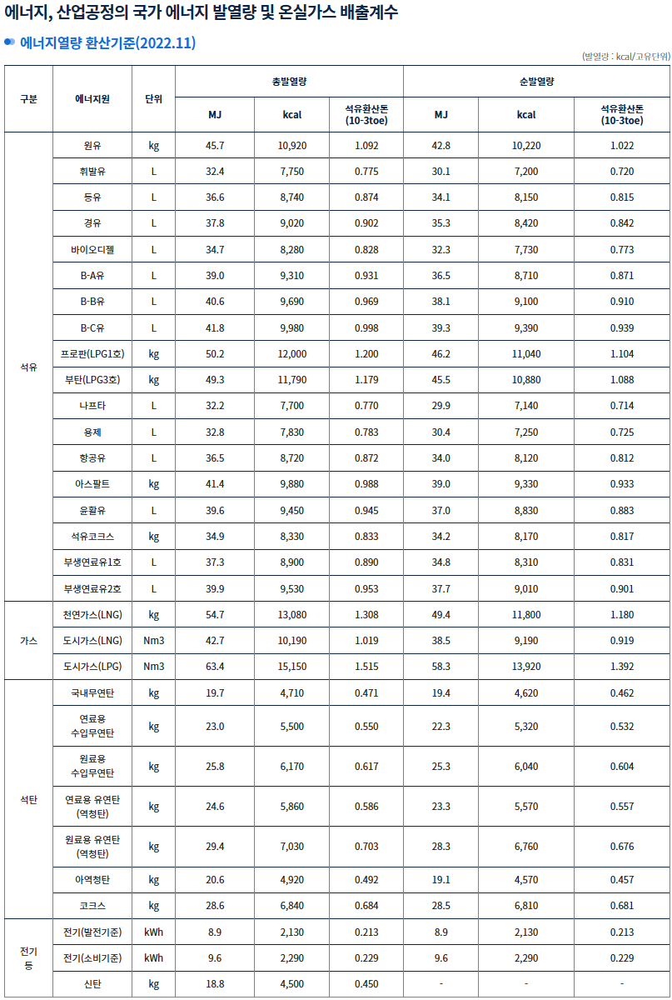 에너지, 산업공정의 국가 에너지 발열량 및 온실가스 배출계수
에너지열량 환산기준(2022.11)
(발열량 : kcal/고유단위)
구분 에너지원 단위 총발열량 순발열량
MJ kcal 석유환산톤 (10-3toe) MJ kcal 석유환산톤 (10-3toe)
석유
원유 kg 45.7 10,920 1.092 42.8 10,220 1.022
휘발유 L 32.4 7,750 0.775 30.1 7,200 0.720
등유 L 36.6 8,740 0.874 34.1 8,150 0.815
경유 L 37.8 9,020 0.902 35.3 8,420 0.842
바이오디젤 L 34.7 8,280 0.828 32.3 7,730 0.773
B-A유 L 39.0 9,310 0.931 36.5 8,710 0.871
B-B유 L 40.6 9,690 0.969 38.1 9,100 0.910
B-C유 L 41.8 9,980 0.998 39.3 9,390 0.939
프로판(LPG1호) kg 50.2 12,000 1.200 46.2 11,040 1.104
부탄(LPG3호) kg 49.3 11,790 1.179 45.5 10,880 1.088
나프타 L 32.2 7,700 0.770 29.9 7,140 0.714
용제 L 32.8 7,830 0.783 30.4 7,250 0.725
항공유 L 36.5 8,720 0.872 34.0 8,120 0.812
아스팔트 kg 41.4 9,880 0.988 39.0 9,330 0.933
윤활유 L 39.6 9,450 0.945 37.0 8,830 0.883
석유코크스 kg 34.9 8,330 0.833 34.2 8,170 0.817
부생연료유1호 L 37.3 8,900 0.890 34.8 8,310 0.831
부생연료유2호 L 39.9 9,530 0.953 37.7 9,010 0.901
가스
천연가스(LNG) kg 54.7 13,080 1.308 49.4 11,800 1.180
도시가스(LNG) Nm3 42.7 10,190 1.019 38.5 9,190 0.919
도시가스(LPG) Nm3 63.4 15,150 1.515 58.3 13,920 1.392
석탄
국내무연탄 kg 19.7 4,710 0.471 19.4 4,620 0.462
연료용
수입무연탄 kg 23.0 5,500 0.550 22.3 5,320 0.532
원료용
수입무연탄 kg 25.8 6,170 0.617 25.3 6,040 0.604
연료용 유연탄
(역청탄) kg 24.6 5,860 0.586 23.3 5,570 0.557
원료용 유연탄
(역청탄) kg 29.4 7,030 0.703 28.3 6,760 0.676
아역청탄 kg 20.6 4,920 0.492 19.1 4,570 0.457
코크스 kg 28.6 6,840 0.684 28.5 6,810 0.681
전기
등
전기(발전기준) kWh 8.9 2,130 0.213 8.9 2,130 0.213
전기(소비기준) kWh 9.6 2,290 0.229 9.6 2,290 0.229
신탄 kg 18.8 4,500 0.450 - - -